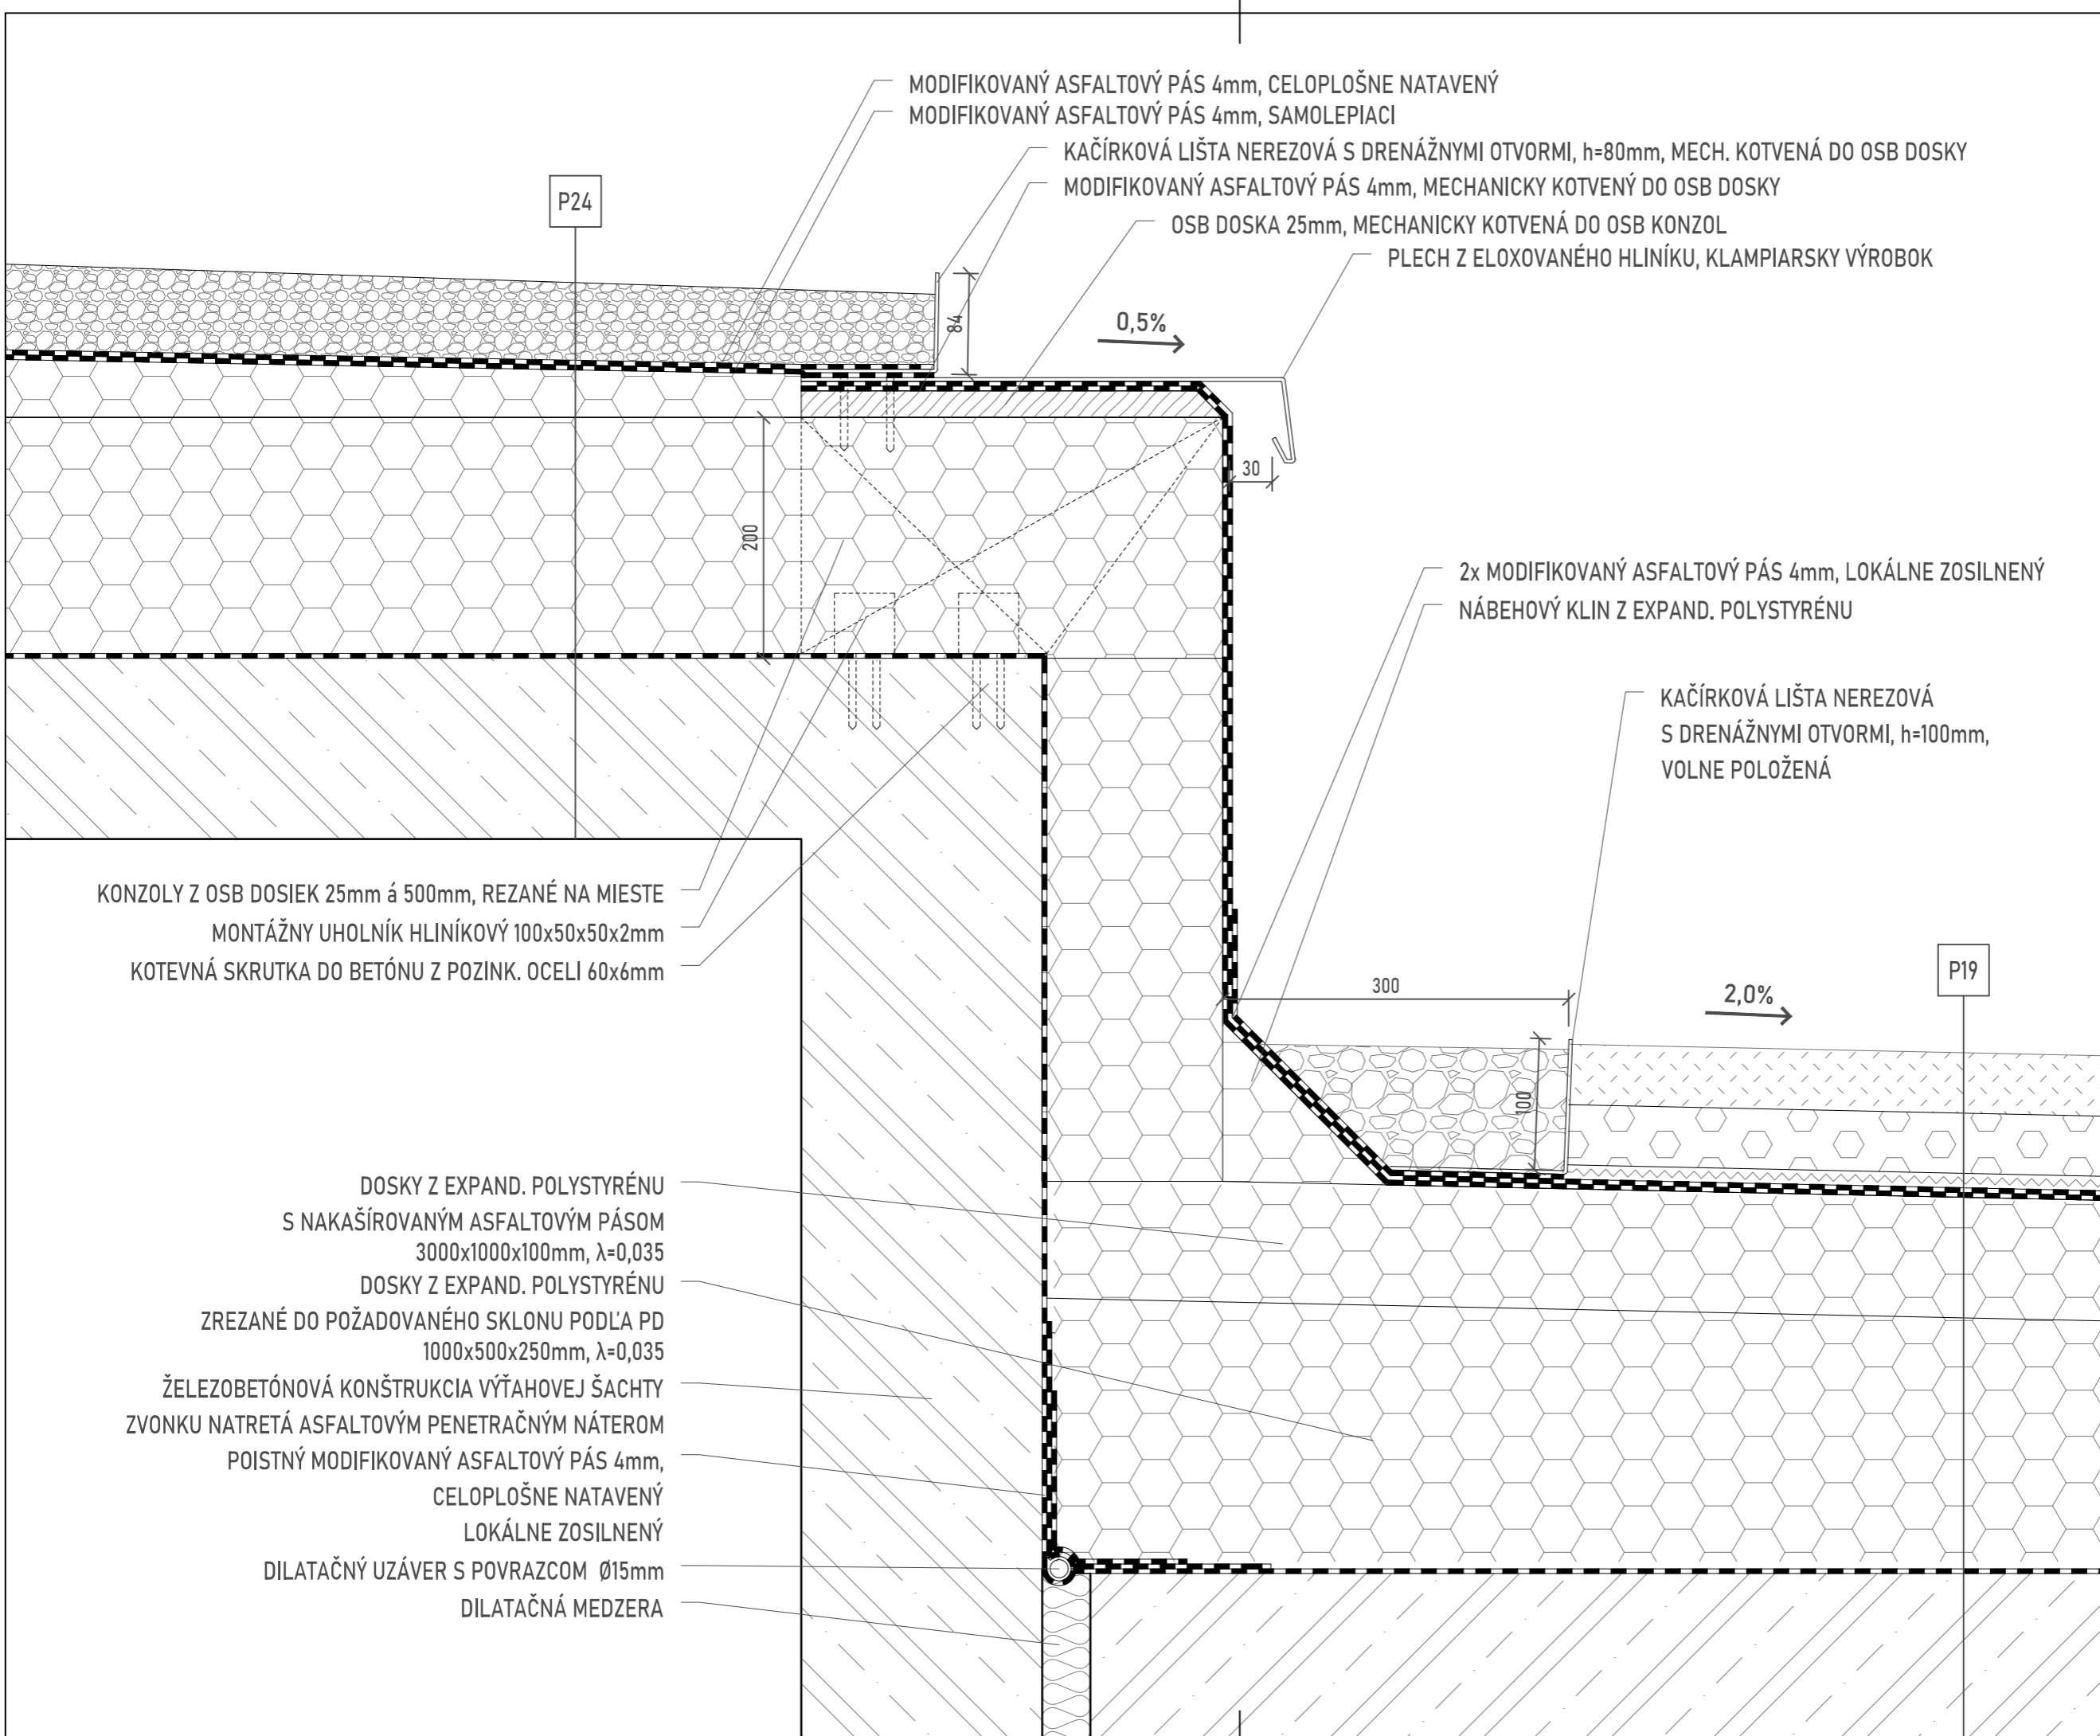 MODIFIKOVANÝ ASFALTOVÝ PÁS 4mm, CELOPLOŠNE NATAVENÝ
MODIFIKOVANÝ ASFALTOVÝ PÁS 4mm, SAMOLEPIACI
KAČÍRKOVÁ LIŠTA NEREZOVÁ S DRENÁŽNYMI OTVORMI, h=80mm, MECH. KOTVENÁ DO OSB DOSKY
MODIFIKOVANÝ ASFALTOVÝ PÁS 4mm, MECHANICKY KOTVENÝ DO OSB DOSKY
OSB DOSKA 25mm, MECHANICKY KOTVENÁ DO OSB KONZOL
PLECH Z ELOXOVANÉHO HLINÍKU, KLAMPIARSKY VÝROBOK
P24
84
0,5%
30
200
2x MODIFIKOVANÝ ASFALTOVÝ PÁS 4mm, LOKÁLNE ZOSILNENÝ
NÁBEHOVÝ KLIN Z EXPAND. POLYSTYRÉNU
KAČÍRKOVÁ LIŠTA NEREZOVÁ
S DRENÁŽNYMI OTVORMI, h=100mm,
VOLNE POLOŽENÁ
KONZOLY Z OSB DOSIEK 25mm á 500mm, REZANÉ NA MIESTE
MONTÁŽNY UHOLNÍK HLINÍKOVÝ 100x50x50x2mm
KOTEVNÁ SKRUTKA DO BETÓNU Z POZINK. OCELI 60x6mm
300
2,0%
P19
100
DOSKY Z EXPAND. POLYSTYRÉNU
S NAKAŠÍROVANÝM ASFALTOVÝM PÁSOM
3000x1000x100mm, λ=0,035
DOSKY Z EXPAND. POLYSTYRÉNU
ZREZANÉ DO POŽADOVANÉHO SKLONU PODĽA PD
1000x500x250mm, λ=0,035
ŽELEZOBETÓNOVÁ KONŠTRUKCIA VÝŤAHOVEJ ŠACHTY
ZVONKU NATRETÁ ASFALTOVÝM PENETRAČNÝM NÁTEROM
POISTNÝ MODIFIKOVANÝ ASFALTOVÝ PÁS 4mm,
CELOPLOŠNE NATAVENÝ
LOKÁLNE ZOSILNENÝ
DILATAČNÝ UZÁVER S POVRAZCOM Ø15mm
DILATAČNÁ MEDZERA